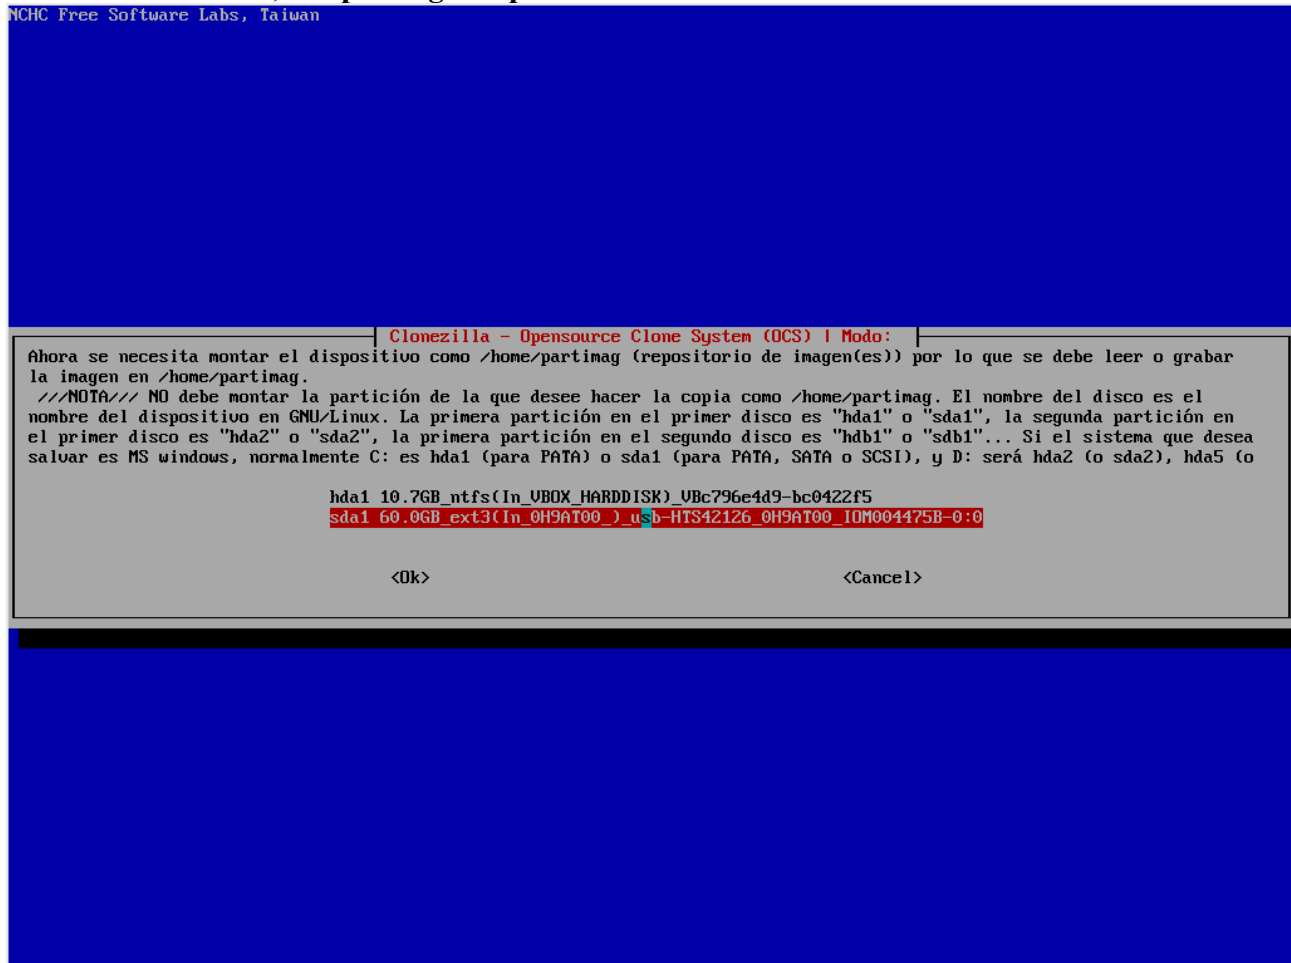 NCHC Free Software Labs, Taiwan
Clonezilla - Opensource Clone System (OCS) | Modo:
Ahora se necesita montar el dispositivo como /home/partimag (repositorio de imagen(es)) por lo que se debe leer o grabar
la imagen en /home/partimag.
///NOTA/// NO debe montar la partición de la que desee hacer la copia como /home/partimag. El nombre del disco es el
nombre del dispositivo en GNU/Linux. La primera partición en el primer disco es "hda1" o "sda1", la segunda partición en
el primer disco es "hda2" o "sda2", la primera partición en el segundo disco es "hdb1" o "sdb1"... Si el sistema que desea
salvar es MS windows, normalmente C: es hda1 (para PATA) o sda1 (para PATA, SATA o SCSI), y D: será hda2 (o sda2), hda5 (o
hda1 10.7GB_ntfs(In_VBOX_HARDDISK)_VBc796e4d9-bc0422f5
sda1 60.0GB_ext3(In_0H9AT00_)_usb-HTS42126_0H9AT00_IOM004475B-0:0
<Ok> <Cancel>